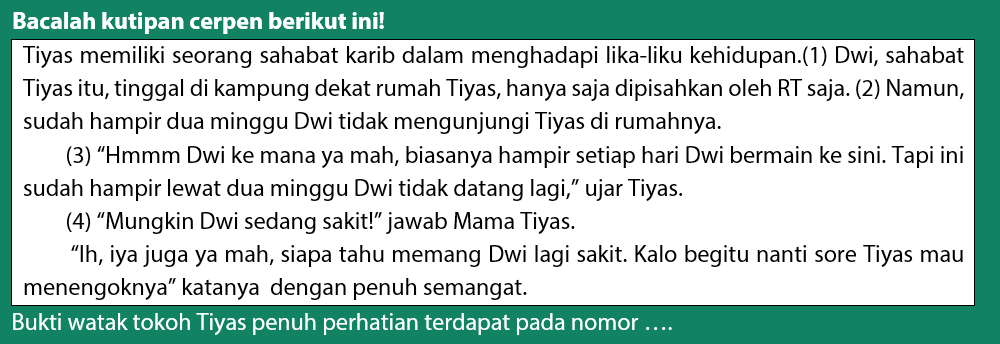 Bacalah kutipan cerpen berikut ini!
Tiyas memiliki seorang sahabat karib dalam menghadapi lika-liku kehidupan.(1) Dwi, sahabat
Tiyas itu, tinggal di kampung dekat rumah Tiyas, hanya saja dipisahkan oleh RT saja. (2) Namun,
sudah hampir dua minggu Dwi tidak mengunjungi Tiyas di rumahnya.
(3) “Hmmm Dwi ke mana ya mah, biasanya hampir setiap hari Dwi bermain ke sini. Tapi ini
sudah hampir lewat dua minggu Dwi tidak datang lagi,” ujar Tiyas.
(4) “Mungkin Dwi sedang sakit!” jawab Mama Tiyas.
“Ih, iya juga ya mah, siapa tahu memang Dwi lagi sakit. Kalo begitu nanti sore Tiyas mau
menengoknya” katanya dengan penuh semangat.
Bukti watak tokoh Tiyas penuh perhatian terdapat pada nomor ….